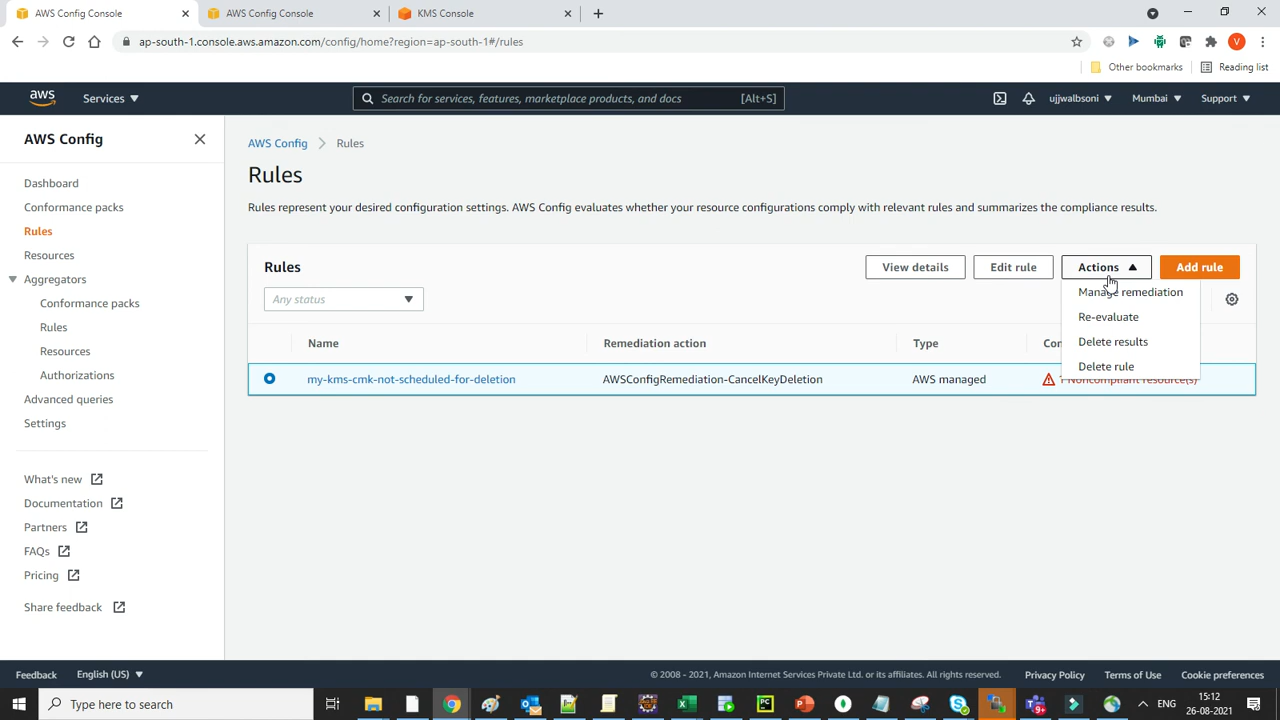 AWS Config Console
AWS Config Console
KMS Console
ap-south-1.console.aws.amazon.com/config/home?region=ap-south-1#/rules
V
Other bookmarks
Reading list
aws
Services
Search for services, features, marketplace products, and docs [Alt+S]
ujjwalbsoni
Mumbai
Support
AWS Config
Dashboard
Conformance packs
Rules
Resources
Aggregators
Conformance packs
Rules
Resources
Authorizations
Advanced queries
Settings
What's new
Documentation
Partners
FAQs
Pricing
Share feedback
AWS Config > Rules
Rules
Rules represent your desired configuration settings. AWS Config evaluates whether your resource configurations comply with relevant rules and summarizes the compliance results.
Rules
View details
Edit rule
Actions
Add rule
Any status
Manage remediation
Re-evaluate
Delete results
Delete rule
Name
Remediation action
Type
my-kms-cmk-not-scheduled-for-deletion
AWSConfigRemediation-CancelKeyDeletion
AWS managed
1 Noncompliant resource(s)
Feedback
English (US)
© 2008 - 2021, Amazon Internet Services Private Ltd. or its affiliates. All rights reserved.
Privacy Policy
Terms of Use
Cookie preferences
Type here to search
ENG
15:12
26-08-2021